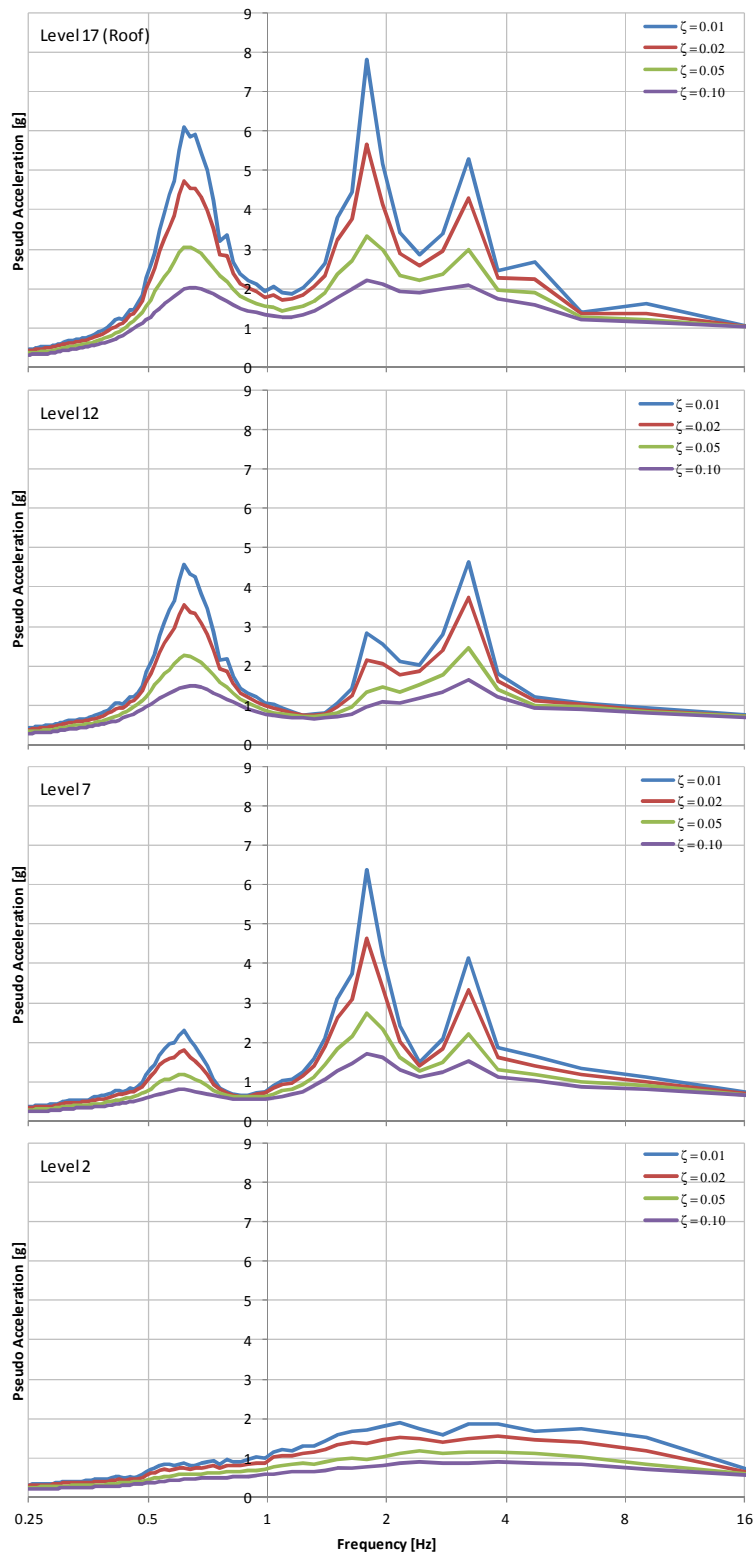 Level 17 (Roof)
Pseudo Acceleration [g]
9
8
7
6
5
4
3
2
1
0
ζ=0.01
ζ=0.02
ζ=0.05
ζ=0.10
Level 12
Pseudo Acceleration [g]
9
8
7
6
5
4
3
2
1
0
ζ=0.01
ζ=0.02
ζ=0.05
ζ=0.10
Level 7
Pseudo Acceleration [g]
9
8
7
6
5
4
3
2
1
0
ζ=0.01
ζ=0.02
ζ=0.05
ζ=0.10
Level 2
Pseudo Acceleration [g]
9
8
7
6
5
4
3
2
1
0
ζ=0.01
ζ=0.02
ζ=0.05
ζ=0.10
0.25 0.5 1 2 4 8 16
Frequency [Hz]